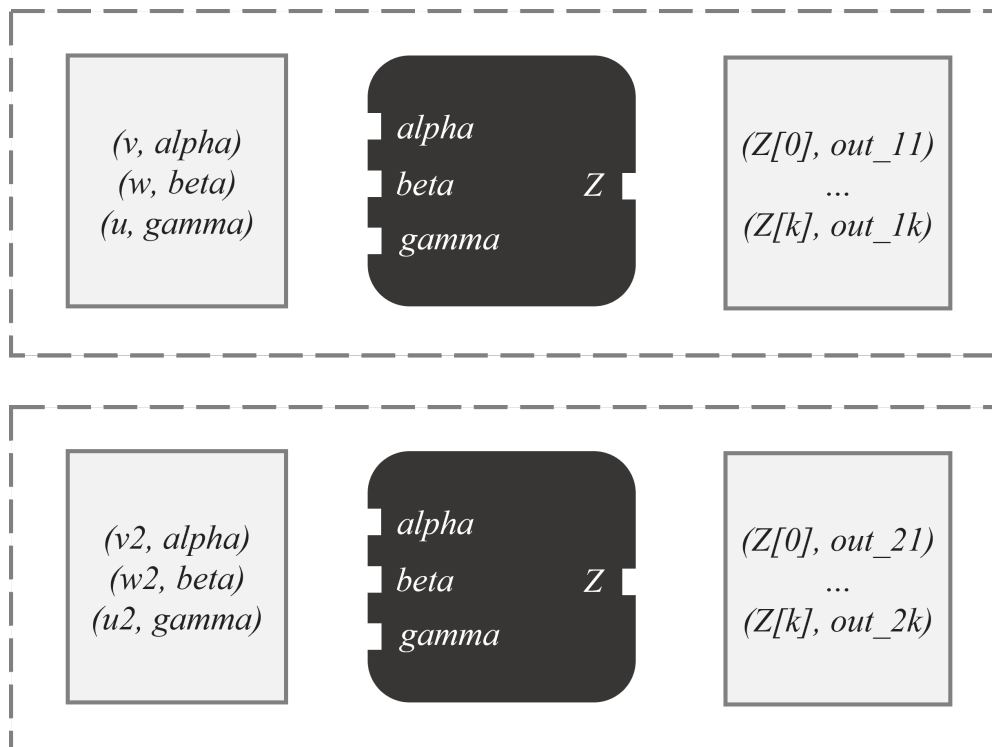 (v, alpha)
(w, beta)
(u, gamma)
alpha
beta
gamma
Z
(Z[0], out_11)
...
(Z[k], out_1k)
(v2, alpha)
(w2, beta)
(u2, gamma)
alpha
beta
gamma
Z
(Z[0], out_21)
...
(Z[k], out_2k)